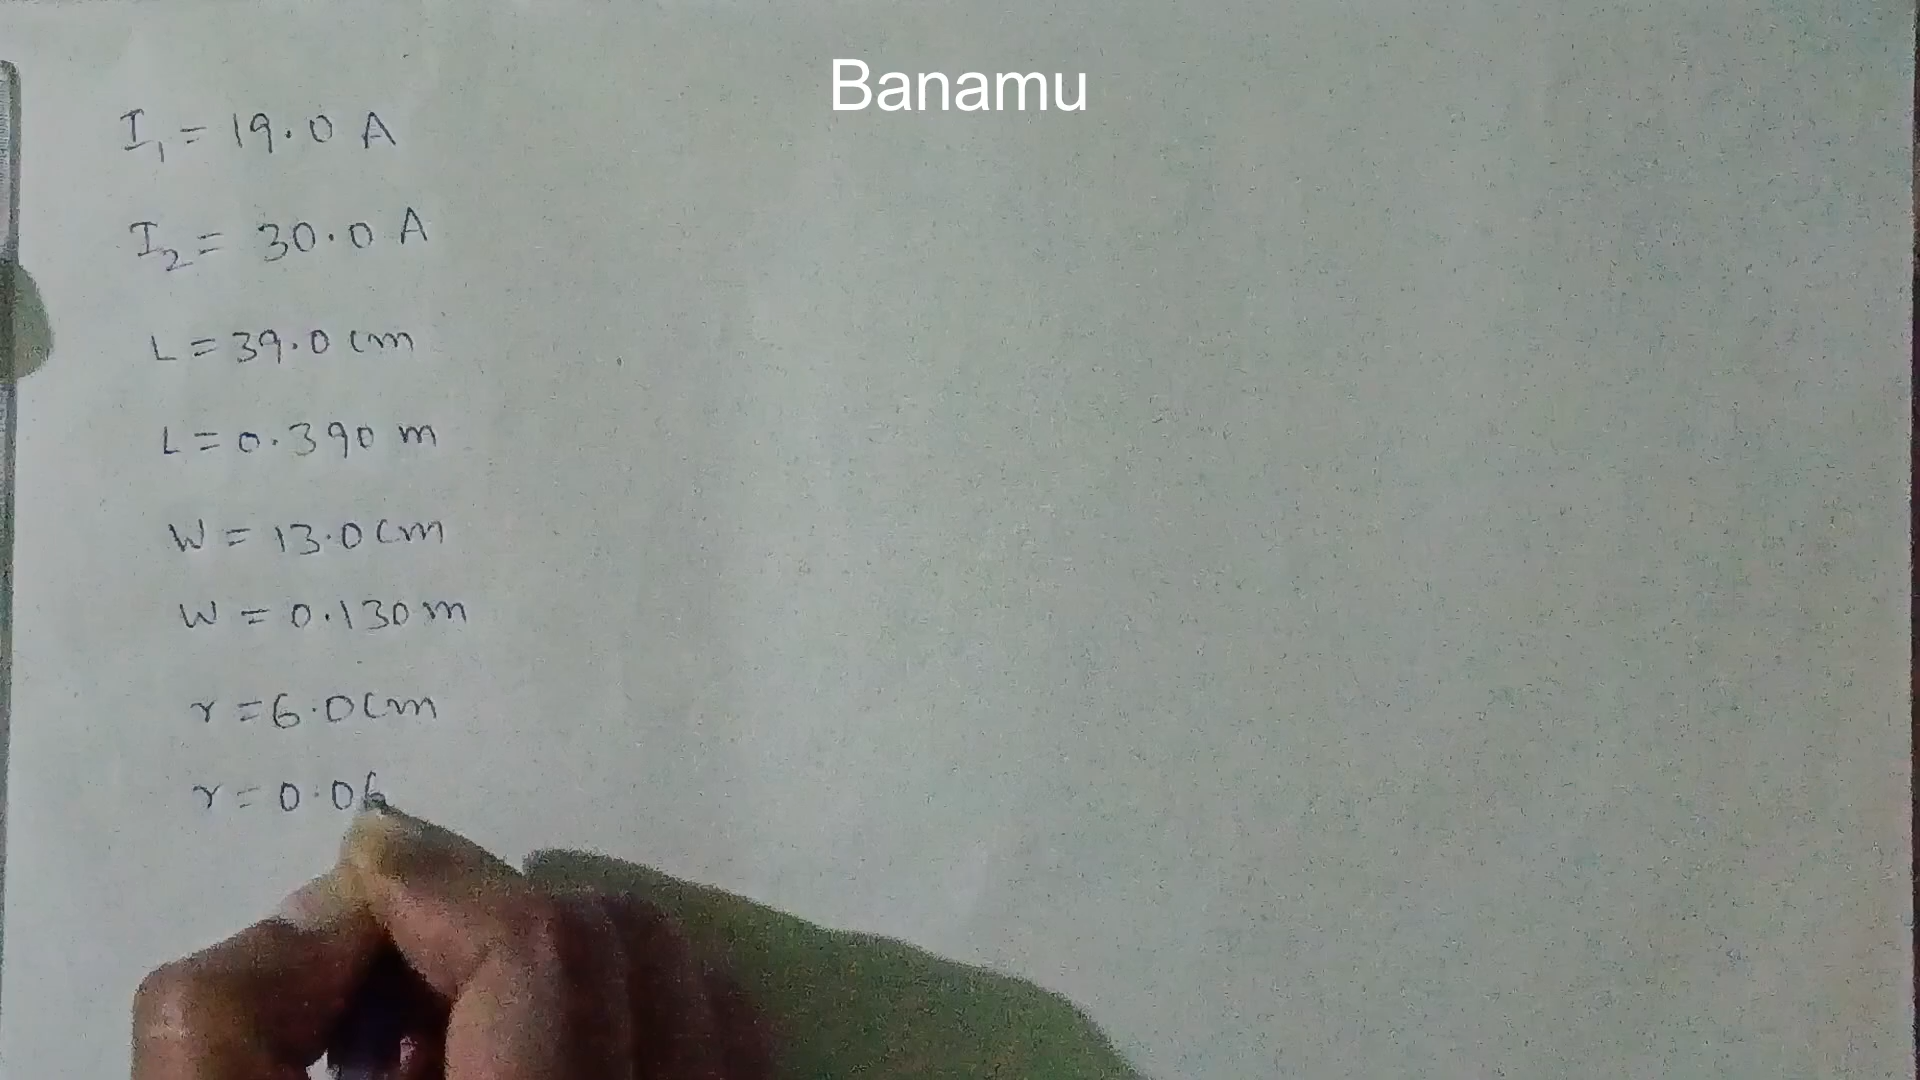 Banamu
I₁ = 19.0 A
I₂ = 30.0 A
L = 39.0 cm
L = 0.390 m
W = 13.0 cm
W = 0.130 m
r = 6.0 cm
r = 0.06